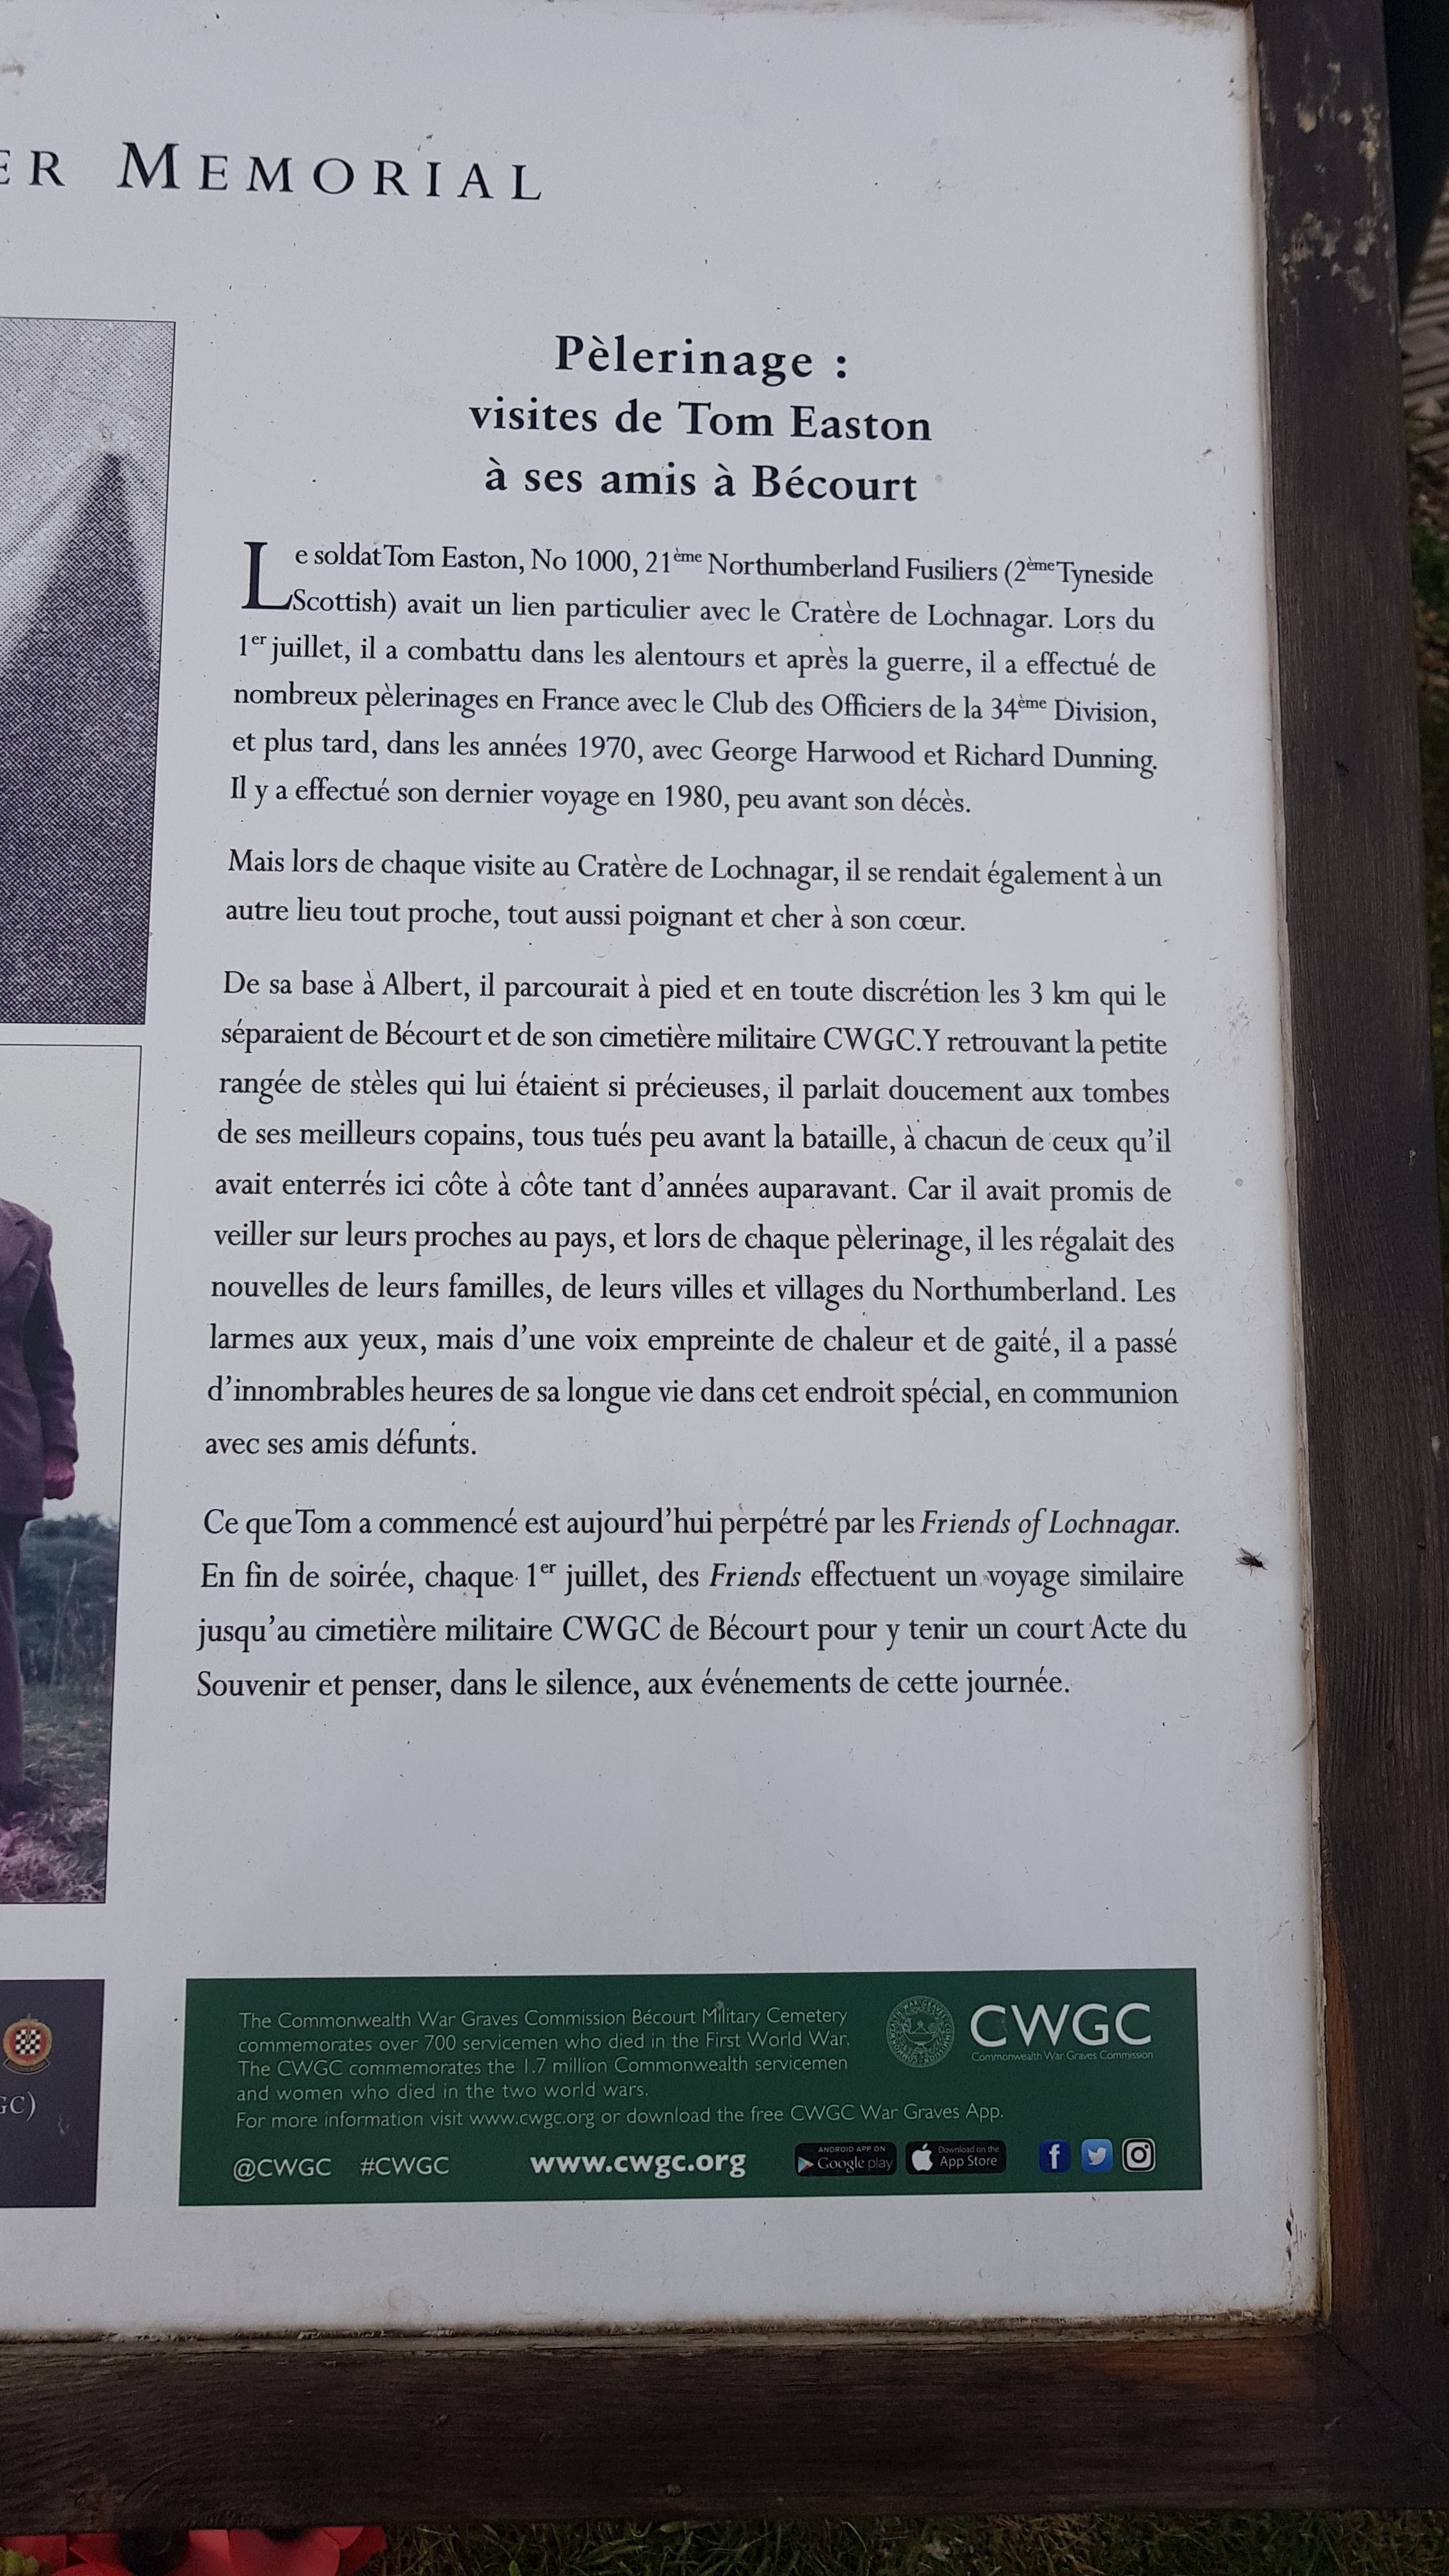 ER MEMORIAL
Pèlerinage :
visites de Tom Easton
à ses amis à Bécourt
Le soldat Tom Easton, No 1000, 21ème Northumberland Fusiliers (2ème Tyneside
Scottish) avait un lien particulier avec le Cratère de Lochnagar. Lors du
1er juillet, il a combattu dans les alentours et après la guerre, il a effectué de
nombreux pèlerinages en France avec le Club des Officiers de la 34ème Division,
et plus tard, dans les années 1970, avec George Harwood et Richard Dunning.
Il y a effectué son dernier voyage en 1980, peu avant son décès.
Mais lors de chaque visite au Cratère de Lochnagar, il se rendait également à un
autre lieu tout proche, tout aussi poignant et cher à son cœur.
De sa base à Albert, il parcourait à pied et en toute discrétion les 3 km qui le
séparaient de Bécourt et de son cimetière militaire CWGC. Y retrouvant la petite
rangée de stèles qui lui étaient si précieuses, il parlait doucement aux tombes
de ses meilleurs copains, tous tués peu avant la bataille, à chacun de ceux qu'il
avait enterrés ici côte à côte tant d'années auparavant. Car il avait promis de
veiller sur leurs proches au pays, et lors de chaque pèlerinage, il les régalait des
nouvelles de leurs familles, de leurs villes et villages du Northumberland. Les
larmes aux yeux, mais d'une voix empreinte de chaleur et de gaité, il a passé
d'innombrables heures de sa longue vie dans cet endroit spécial, en communion
avec ses amis défunts.
Ce que Tom a commencé est aujourd'hui perpétré par les Friends of Lochnagar.
En fin de soirée, chaque 1er juillet, des Friends effectuent un voyage similaire
jusqu'au cimetière militaire CWGC de Bécourt pour y tenir un court Acte du
Souvenir et penser, dans le silence, aux événements de cette journée.
GC)
The Commonwealth War Graves Commission Bécourt Military Cemetery
commemorates over 700 servicemen who died in the First World War.
The CWGC commemorates the 1.7 million Commonwealth servicemen
and women who died in the two world wars.
For more information visit www.cwgc.org or download the free CWGC War Graves App.
CWGC
Commonwealth War Graves Commission
@CWGC #CWGC www.cwgc.org
ANDROID APP ON
Google play
Download on the
App Store